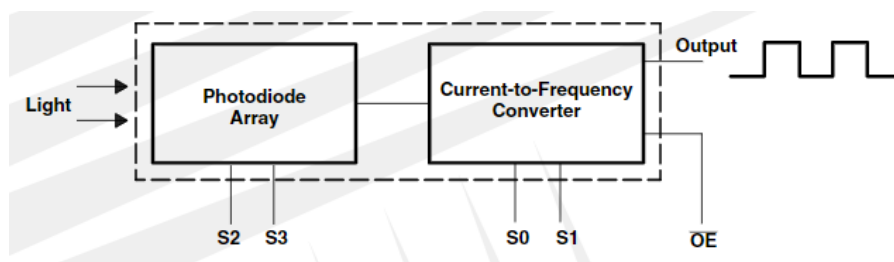 Light
Photodiode
Array
Current-to-Frequency
Converter
Output
S2 S3
S0 S1
OE